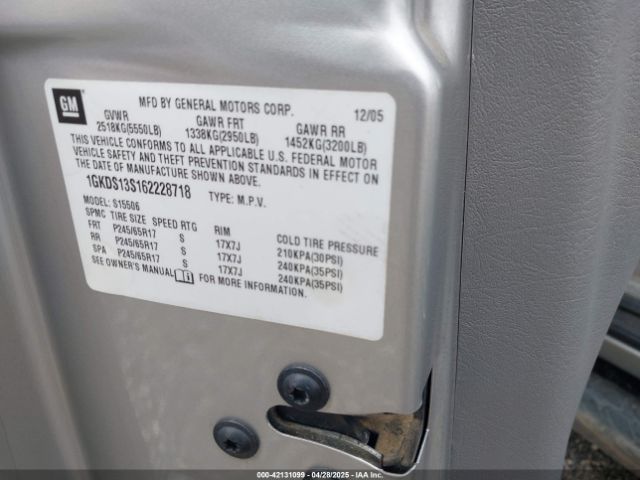 GM
MFD BY GENERAL MOTORS CORP. 12/05
GVWR GAWR FRT GAWR RR
2518KG(5550LB) 1338KG(2950LB) 1452KG(3200LB)
THIS VEHICLE CONFORMS TO ALL APPLICABLE U.S. FEDERAL MOTOR
VEHICLE SAFETY AND THEFT PREVENTION STANDARDS IN EFFECT ON
THE DATE OF MANUFACTURE SHOWN ABOVE.
1GKDS13S162228718 TYPE: M.P.V.
MODEL: S15506
SPMC TIRE SIZE SPEED RTG RIM COLD TIRE PRESSURE
FRT P245/65R17 S 17X7J 210KPA(30PSI)
RR P245/65R17 S 17X7J 240KPA(35PSI)
SPA P245/65R17 S 17X7J 240KPA(35PSI)
SEE OWNER'S MANUAL FOR MORE INFORMATION.
000-42131099 04/28/2025 IAAI.COM